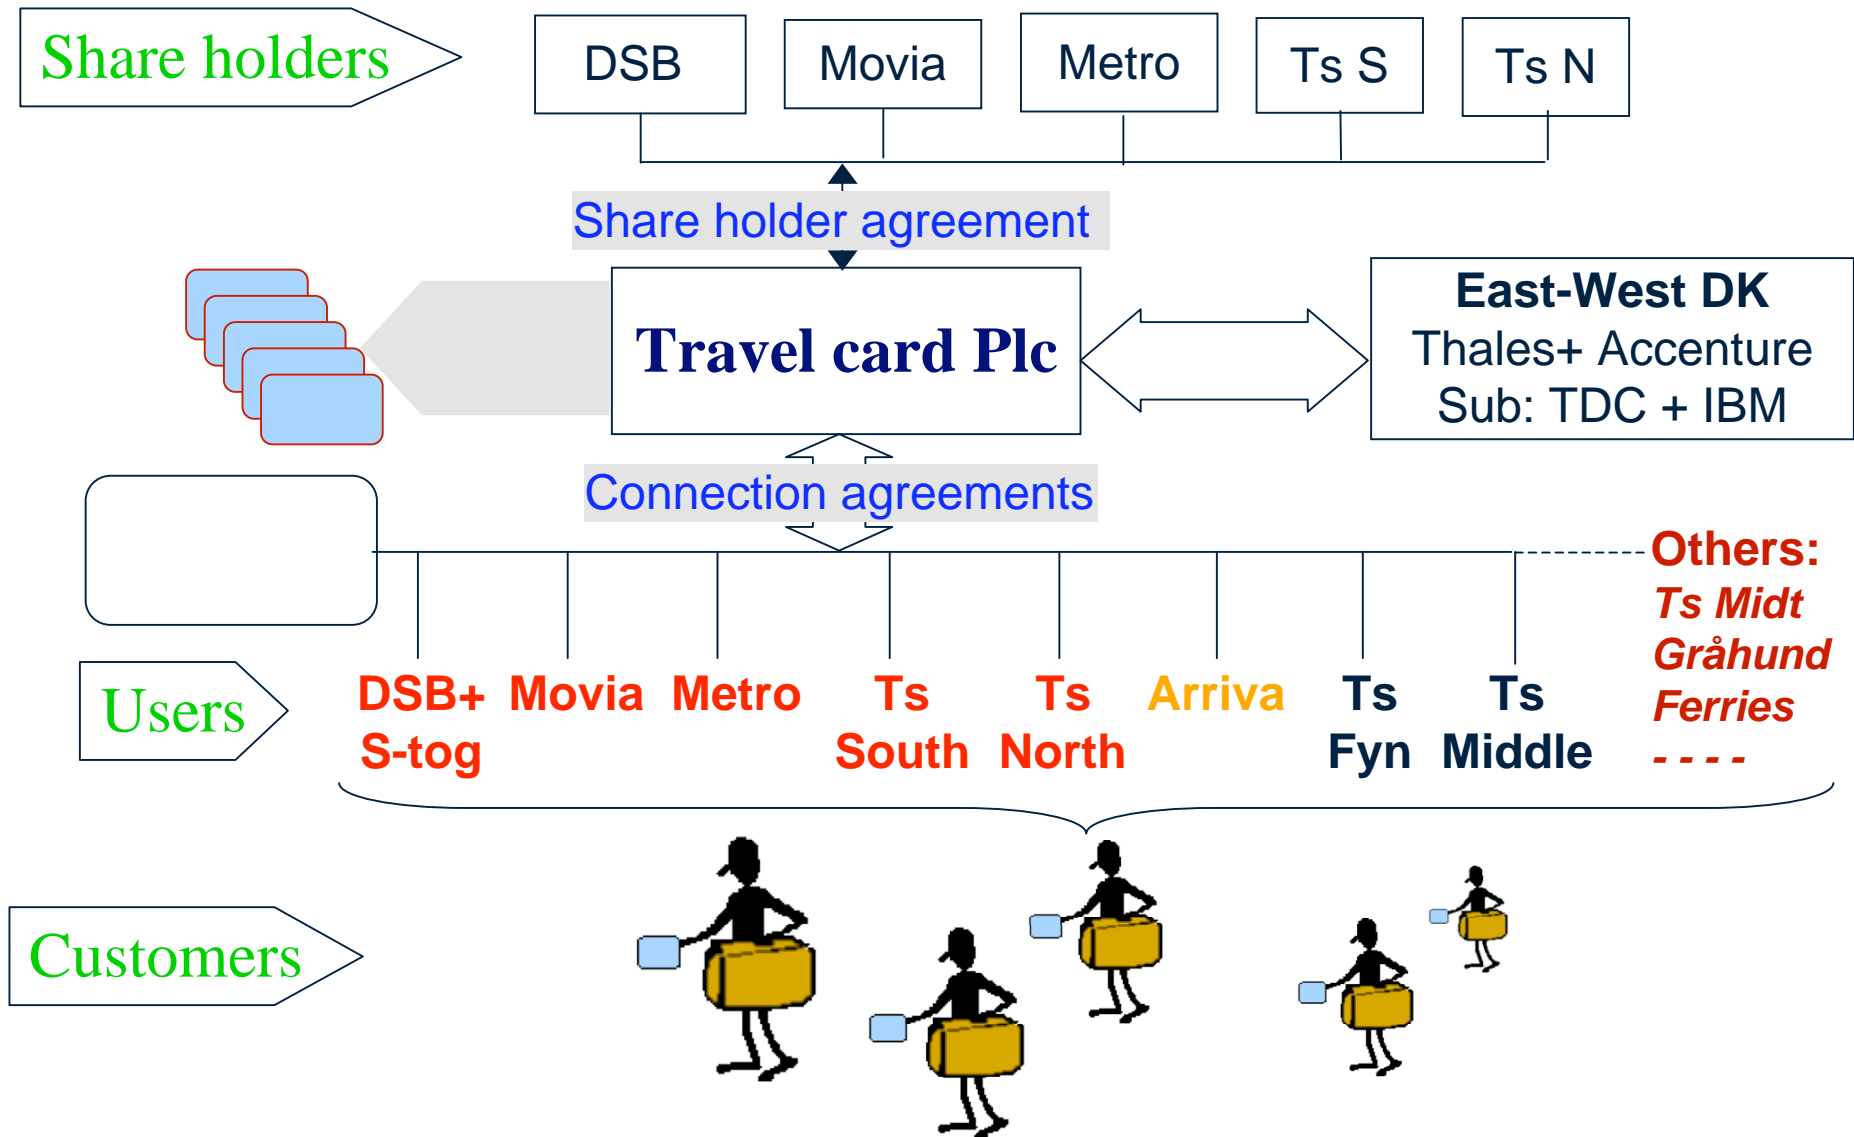 Share holders
DSB
Movia
Metro
Ts S
Ts N
Share holder agreement
Travel card Plc
East-West DK
Thales+ Accenture
Sub: TDC + IBM
Connection agreements
Users
DSB+
S-tog
Movia
Metro
Ts
South
Ts
North
Arriva
Ts
Fyn
Ts
Middle
Others:
Ts Midt
Gråhund
Ferries
- - - -
Customers